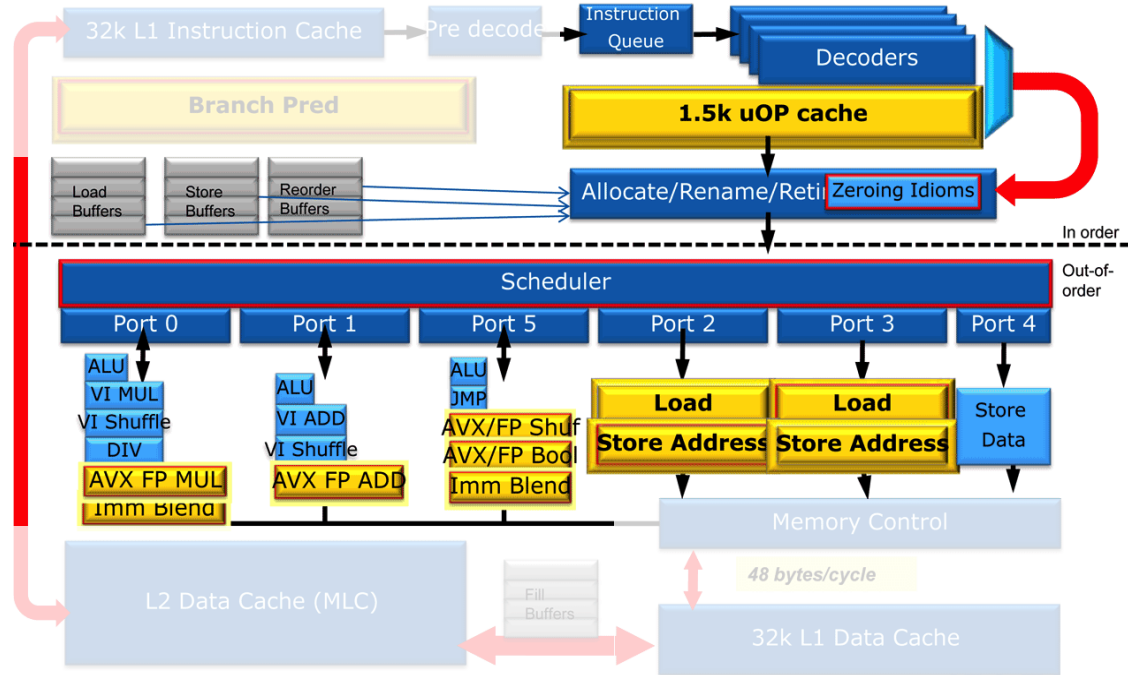 32k L1 Instruction Cache
Pre decode
Instruction
Queue
Decoders
Branch Pred
1.5k uOP cache
Load
Buffers
Store
Buffers
Reorder
Buffers
Allocate/Rename/Retir
Zeroing Idioms
In order
Scheduler
Out-of-
order
Port 0
Port 1
Port 5
Port 2
Port 3
Port 4
ALU
VI MUL
VI Shuffle
DIV
AVX FP MUL
Imm Blend
ALU
VI ADD
VI Shuffle
AVX FP ADD
ALU
JMP
AVX/FP Shuf
AVX/FP Bool
Imm Blend
Load
Store Address
Load
Store Address
Store
Data
Memory Control
48 bytes/cycle
L2 Data Cache (MLC)
Fill
Buffers
32k L1 Data Cache